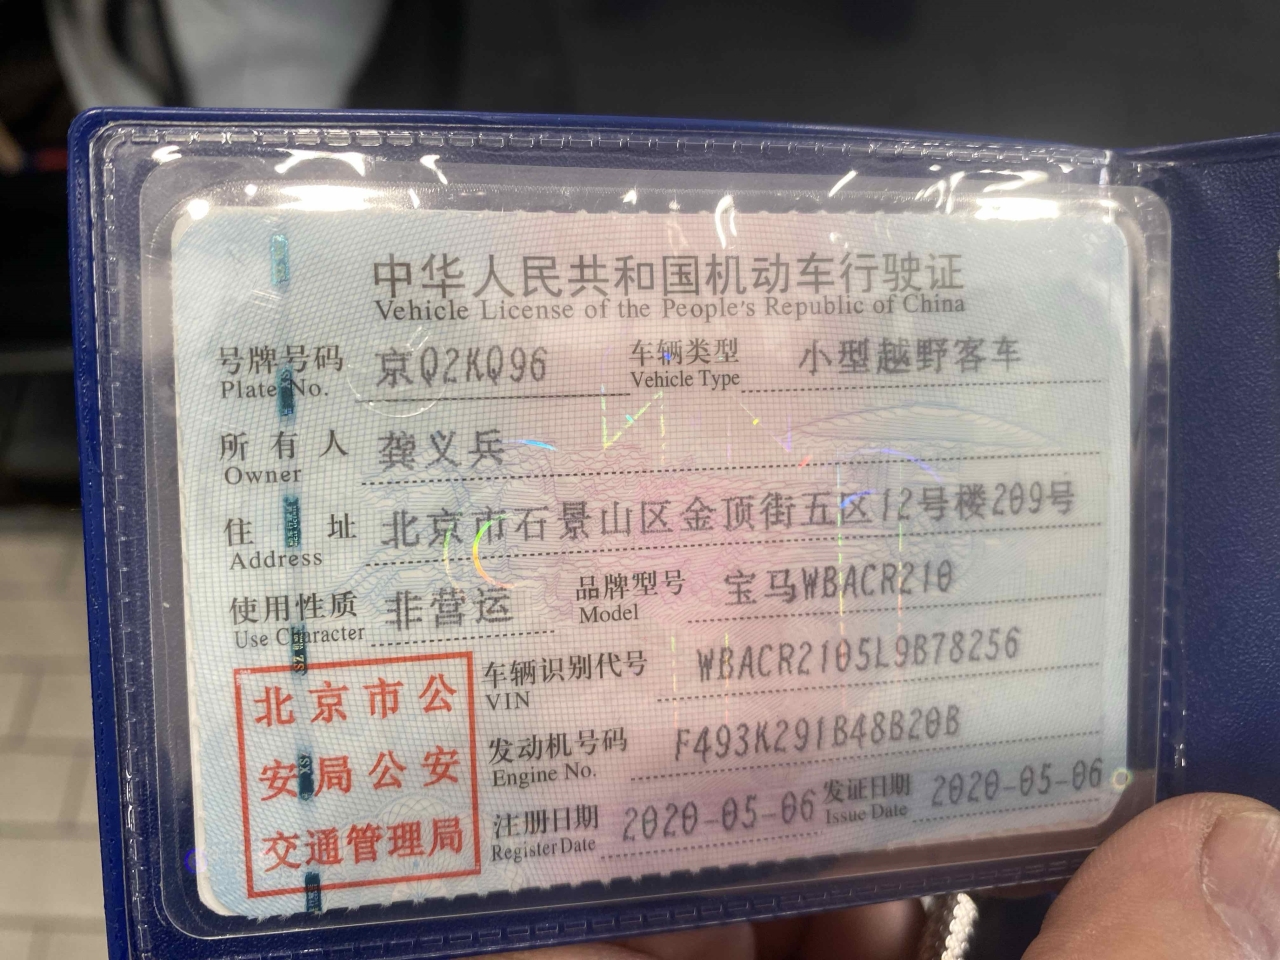 中华人民共和国机动车行驶证
Vehicle License of the People's Republic of China
号牌号码 京Q2KQ96 车辆类型 小型越野客车
Plate No. Vehicle Type
所有人 龚义兵
Owner
住址 北京市石景山区金顶街五区12号楼209号
Address
使用性质 非营运 品牌型号 宝马WBACR210
Use Character Model
车辆识别代号 WBACR2105L9B78256
VIN
发动机号码 F493K291B48B20B
Engine No.
注册日期 2020-05-06 发证日期 2020-05-06
Register Date Issue Date
北京市公
安局公安
交通管理局